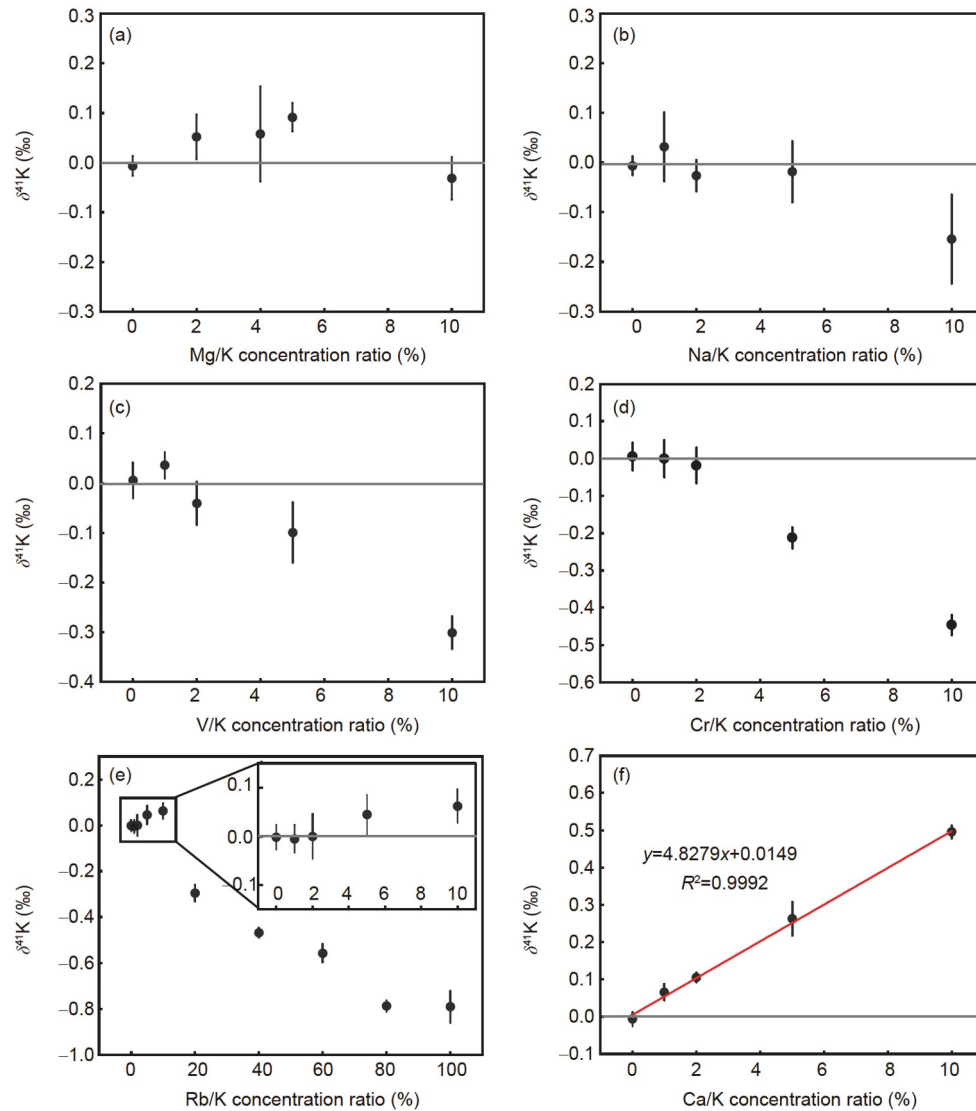 (a)
0.3
0.2
0.1
0.0
–0.1
–0.2
–0.3
δ⁴¹K (‰)
0 2 4 6 8 10
Mg/K concentration ratio (%)
(b)
0.3
0.2
0.1
0.0
–0.1
–0.2
–0.3
δ⁴¹K (‰)
0 2 4 6 8 10
Na/K concentration ratio (%)
(c)
0.2
0.1
0.0
–0.1
–0.2
–0.3
–0.4
δ⁴¹K (‰)
0 2 4 6 8 10
V/K concentration ratio (%)
(d)
0.2
0.1
0.0
–0.1
–0.2
–0.3
–0.4
–0.5
–0.6
δ⁴¹K (‰)
0 2 4 6 8 10
Cr/K concentration ratio (%)
(e)
0.2
0.0
–0.2
–0.4
–0.6
–0.8
–1.0
δ⁴¹K (‰)
0.1
0.0
–0.1
0 2 4 6 8 10
0 20 40 60 80 100
Rb/K concentration ratio (%)
(f)
0.7
0.6
0.5
0.4
0.3
0.2
0.1
0.0
–0.1
δ⁴¹K (‰)
y=4.8279x+0.0149
R²=0.9992
0 2 4 6 8 10
Ca/K concentration ratio (%)